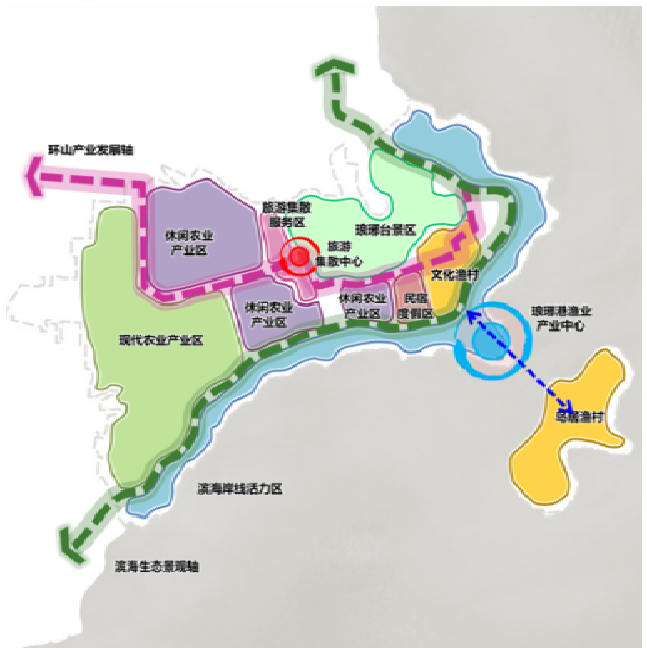 环山产业发展轴
旅游集散
服务区
休闲农业
产业区
琅琊台景区
旅游
集散中心
文化渔村
休闲农业
产业区
休闲农业
产业区
民宿
度假区
琅琊港渔业
产业中心
现代农业产业区
岛居渔村
滨海岸线活力区
滨海生态景观轴